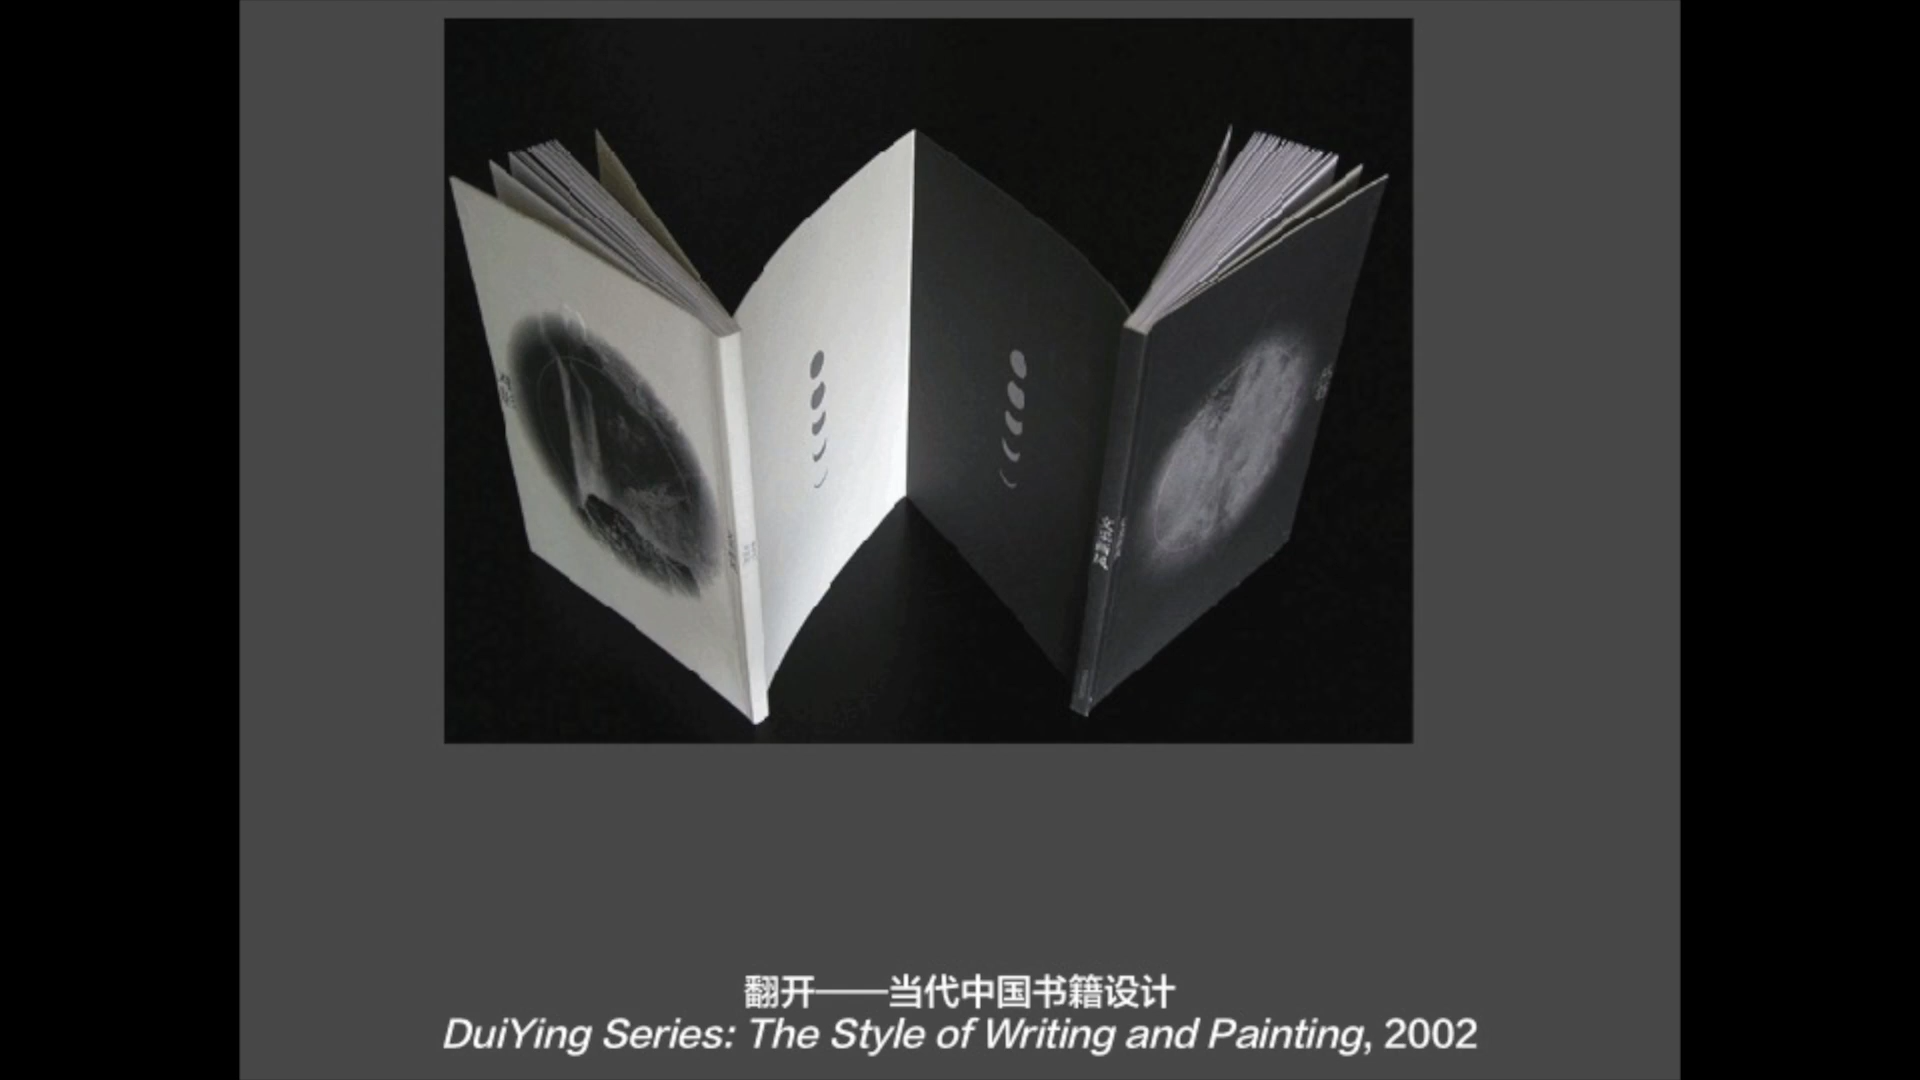 翻开——当代中国书籍设计
DuiYing Series: The Style of Writing and Painting, 2002